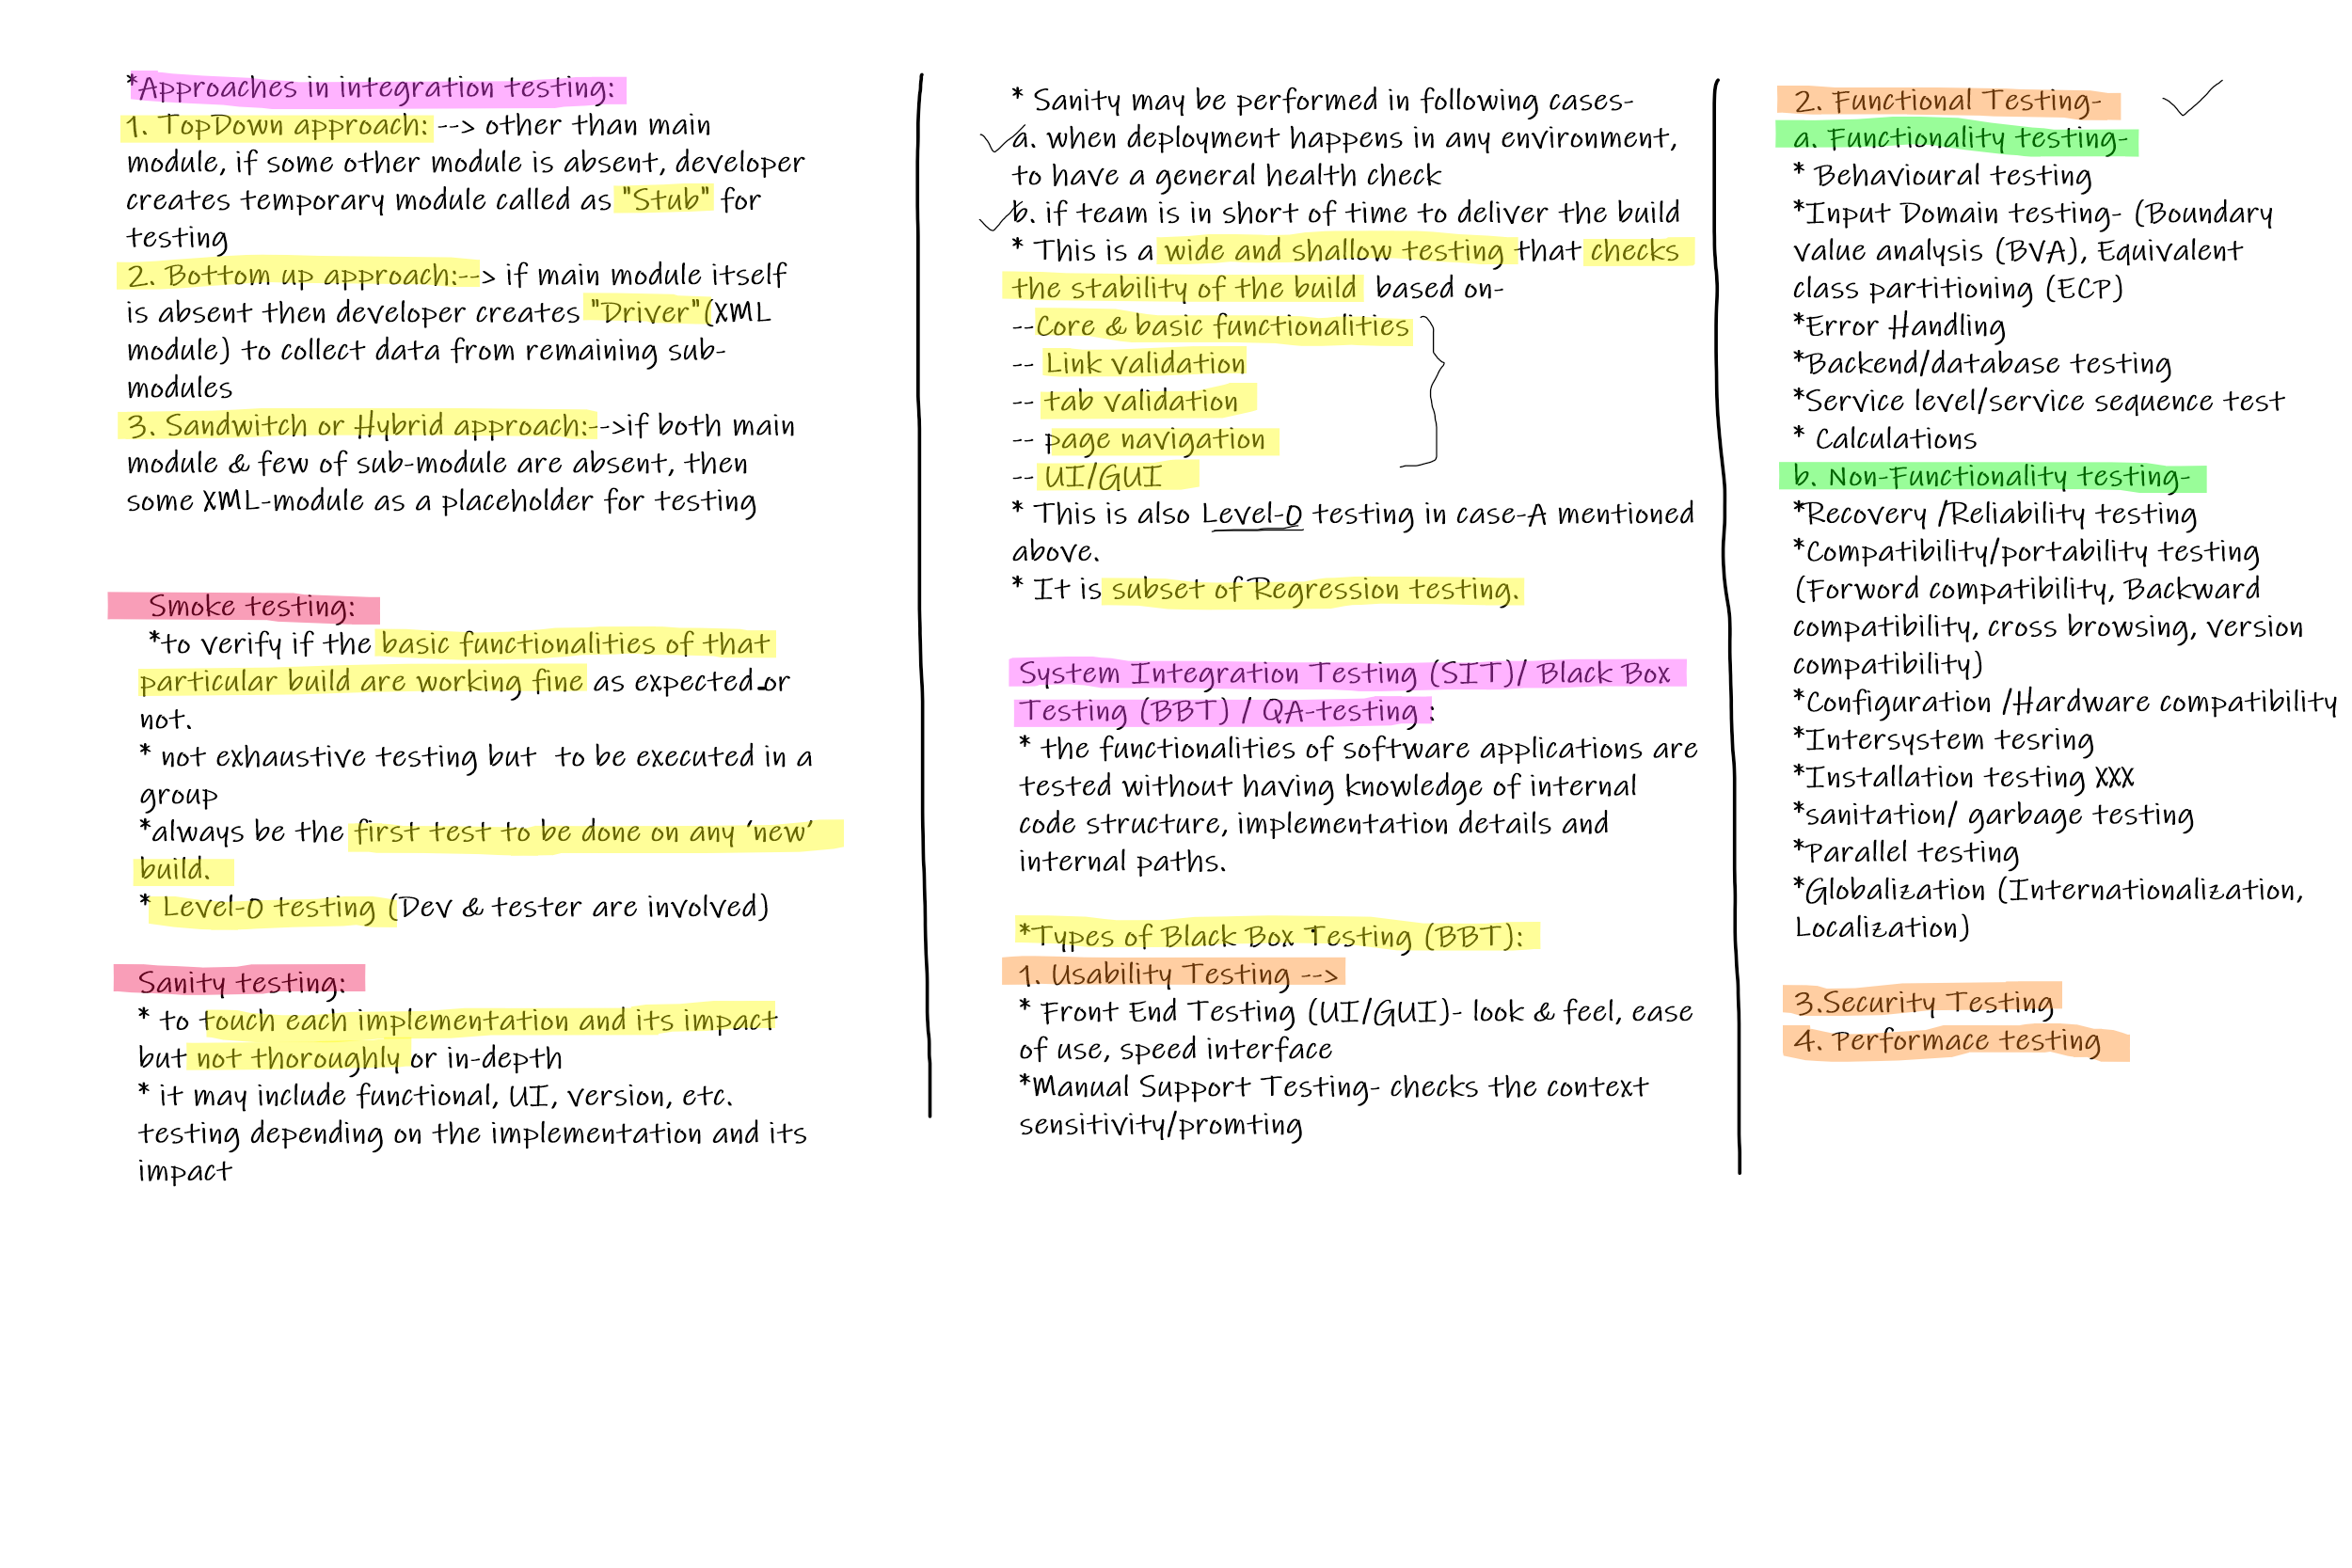 *Approaches in integration testing:
1. TopDown approach: --> other than main
module, if some other module is absent, developer
creates temporary module called as "Stub" for
testing
2. Bottom up approach:--> if main module itself
is absent then developer creates "Driver"(XML
module) to collect data from remaining sub-
modules
3. Sandwitch or Hybrid approach:-->if both main
module & few of sub-module are absent, then
some XML-module as a placeholder for testing
Smoke testing:
*to verify if the basic functionalities of that
particular build are working fine as expected or
not.
* not exhaustive testing but to be executed in a
group
*always be the first test to be done on any ‘new’
build.
* Level-0 testing (Dev & tester are involved)
Sanity testing:
* to touch each implementation and its impact
but not thoroughly or in-depth
* it may include functional, UI, version, etc.
testing depending on the implementation and its
impact
* Sanity may be performed in following cases-
a. when deployment happens in any environment,
to have a general health check
b. if team is in short of time to deliver the build
* This is a wide and shallow testing that checks
the stability of the build based on-
--Core & basic functionalities
-- Link validation
-- tab validation
-- page navigation
-- UI/GUI
* This is also Level-0 testing in case-A mentioned
above.
* It is subset of Regression testing.
System Integration Testing (SIT)/ Black Box
Testing (BBT) / QA-testing :
* the functionalities of software applications are
tested without having knowledge of internal
code structure, implementation details and
internal paths.
*Types of Black Box Testing (BBT):
1. Usability Testing -->
* Front End Testing (UI/GUI)- look & feel, ease
of use, speed interface
*Manual Support Testing- checks the context
sensitivity/promting
2. Functional Testing-
a. Functionality testing-
* Behavioural testing
*Input Domain testing- (Boundary
value analysis (BVA), Equivalent
class partitioning (ECP)
*Error Handling
*Backend/database testing
*Service level/service sequence test
* Calculations
b. Non-Functionality testing-
*Recovery /Reliability testing
*Compatibility/portability testing
(Forword compatibility, Backward
compatibility, cross browsing, version
compatibility)
*Configuration /Hardware compatibility
*Intersystem tesring
*Installation testing XXX
*sanitation/ garbage testing
*Parallel testing
*Globalization (Internationalization,
Localization)
3.Security Testing
4. Performace testing